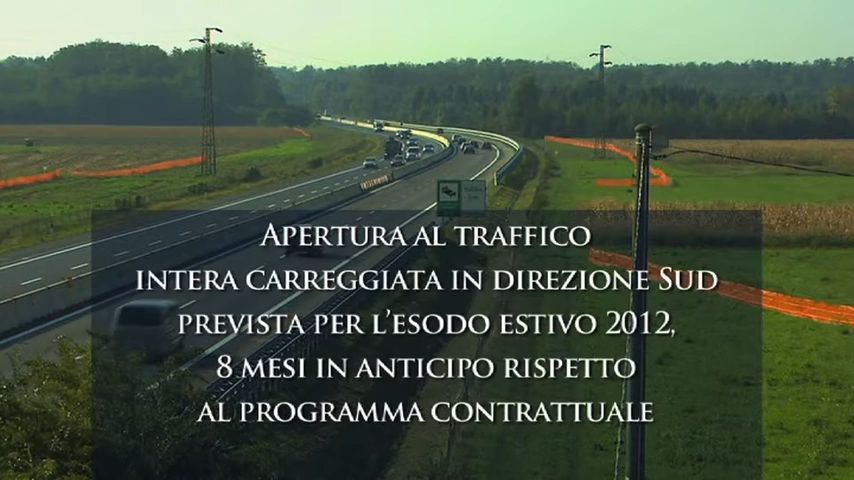 Apertura al traffico
intera carreggiata in direzione Sud
prevista per l'esodo estivo 2012,
8 mesi in anticipo rispetto
al programma contrattuale